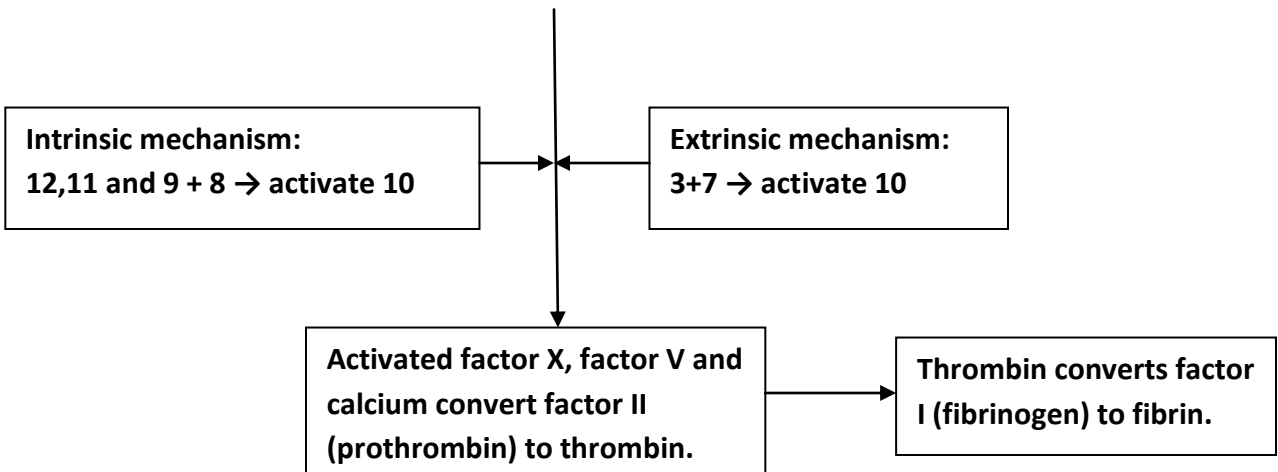 Intrinsic mechanism:
12,11 and 9 + 8 → activate 10
Extrinsic mechanism:
3+7 → activate 10
Activated factor X, factor V and
calcium convert factor II
(prothrombin) to thrombin.
Thrombin converts factor
I (fibrinogen) to fibrin.